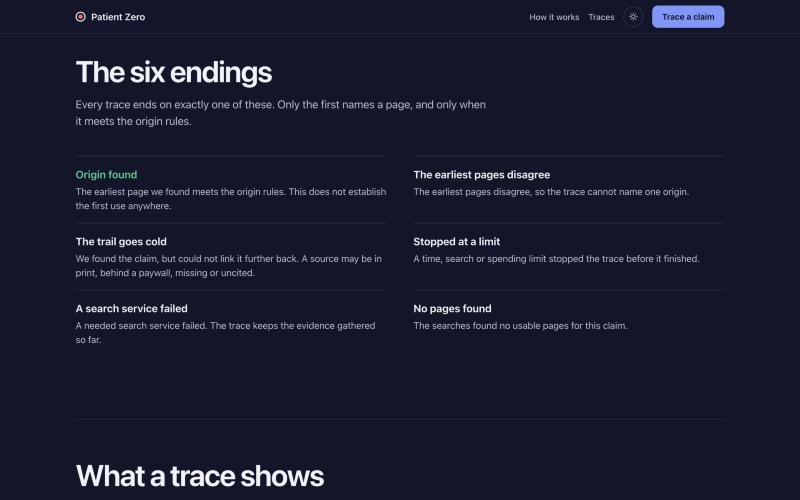 Patient Zero
How it works
Traces
Trace a claim
The six endings
Every trace ends on exactly one of these. Only the first names a page, and only when
it meets the origin rules.
Origin found
The earliest page we found meets the origin rules. This does not establish
the first use anywhere.
The earliest pages disagree
The earliest pages disagree, so the trace cannot name one origin.
The trail goes cold
We found the claim, but could not link it further back. A source may be in
print, behind a paywall, missing or uncited.
Stopped at a limit
A time, search or spending limit stopped the trace before it finished.
A search service failed
A needed search service failed. The trace keeps the evidence gathered
so far.
No pages found
The searches found no usable pages for this claim.
What a trace shows